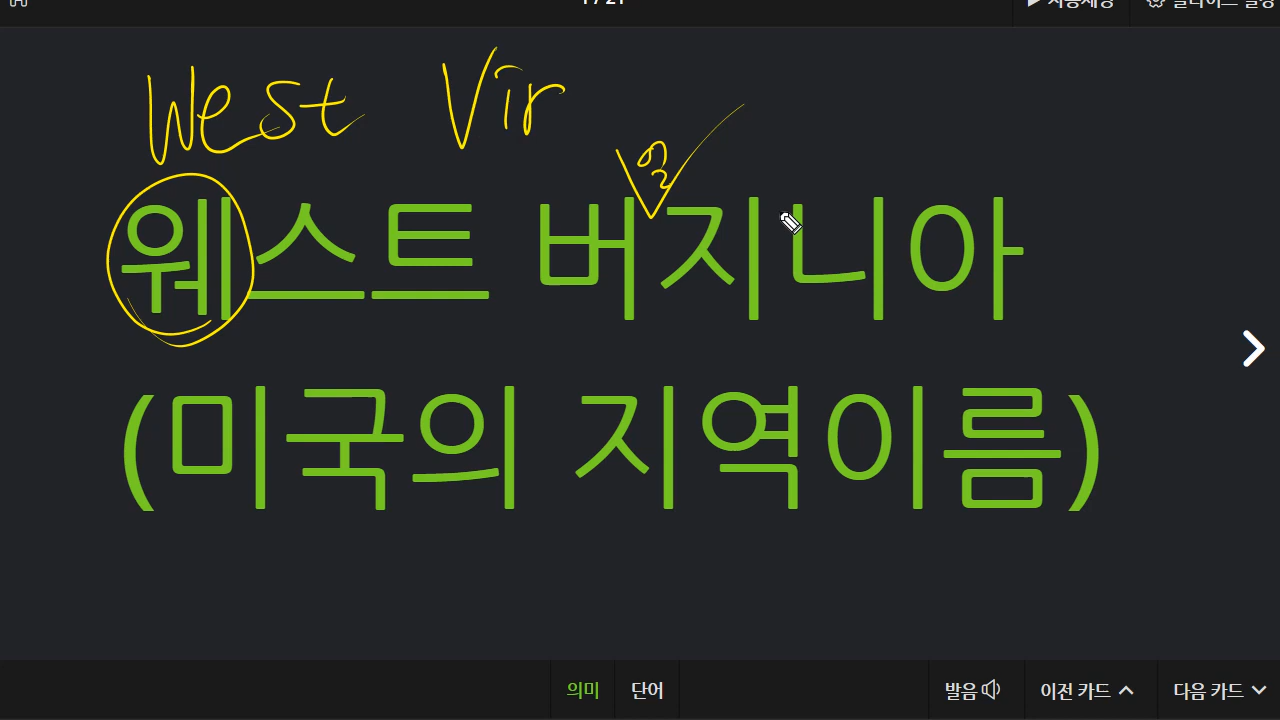 West Vir
웨스트 버지니아
(미국의 지역이름)
의미 단어 발음 이전 카드 다음 카드